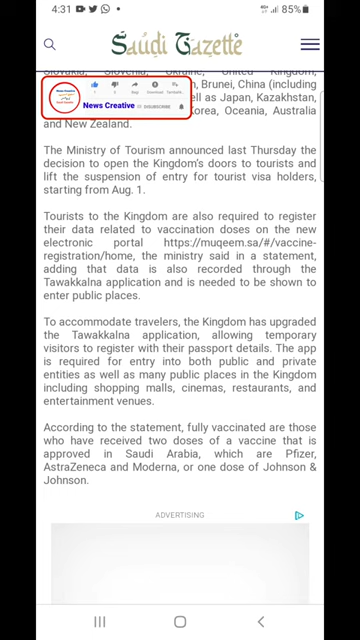 4:31
85%
Saudi Gazette
Slovakia, Slovenia, Ukraine, United Kingdom,
Brunei, China (including
ell as Japan, Kazakhstan,
Korea, Oceania, Australia
News Creative
and New Zealand.
The Ministry of Tourism announced last Thursday the
decision to open the Kingdom's doors to tourists and
lift the suspension of entry for tourist visa holders,
starting from Aug. 1.
Tourists to the Kingdom are also required to register
their data related to vaccination doses on the new
electronic portal https://muqeem.sa/#/vaccine-
registration/home, the ministry said in a statement,
adding that data is also recorded through the
Tawakkalna application and is needed to be shown to
enter public places.
To accommodate travelers, the Kingdom has upgraded
the Tawakkalna application, allowing temporary
visitors to register with their passport details. The app
is required for entry into both public and private
entities as well as many public places in the Kingdom
including shopping malls, cinemas, restaurants, and
entertainment venues.
According to the statement, fully vaccinated are those
who have received two doses of a vaccine that is
approved in Saudi Arabia, which are Pfizer,
AstraZeneca and Moderna, or one dose of Johnson &
Johnson.
ADVERTISING